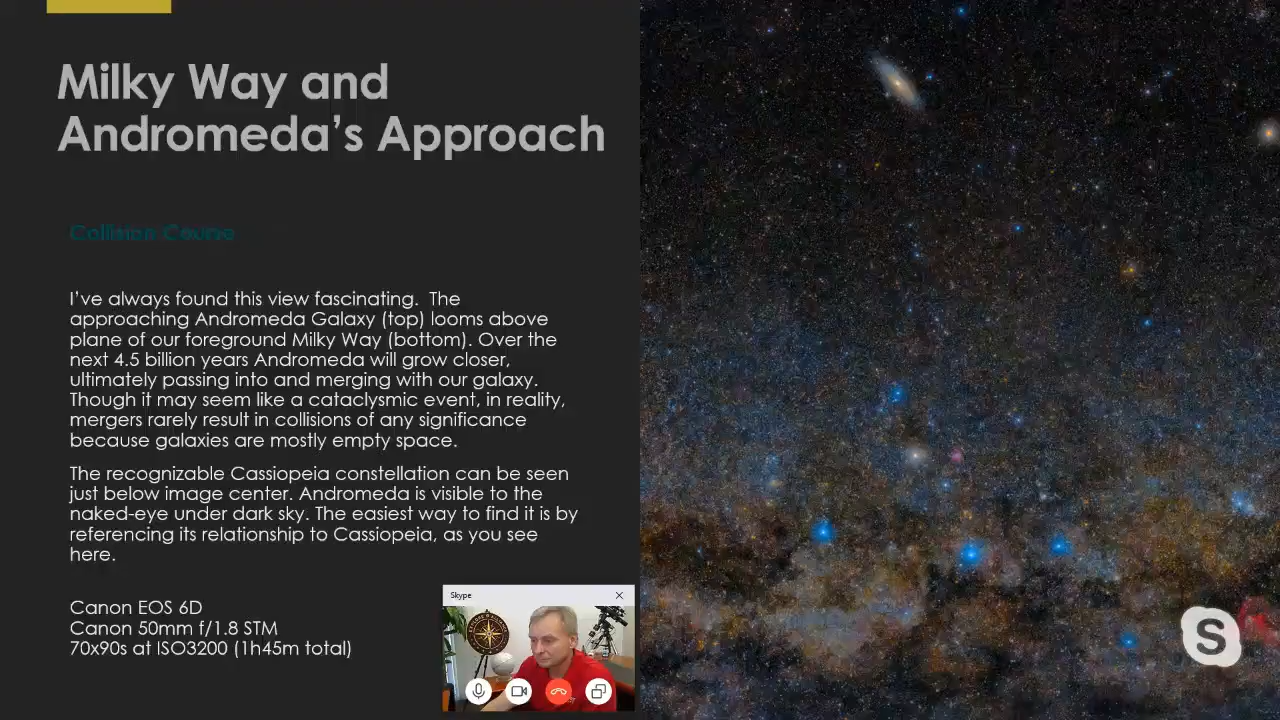 Milky Way and
Andromeda's Approach
Collision Course
I've always found this view fascinating.  The
approaching Andromeda Galaxy (top) looms above
plane of our foreground Milky Way (bottom). Over the
next 4.5 billion years Andromeda will grow closer,
ultimately passing into and merging with our galaxy.
Though it may seem like a cataclysmic event, in reality,
mergers rarely result in collisions of any significance
because galaxies are mostly empty space.
The recognizable Cassiopeia constellation can be seen
just below image center. Andromeda is visible to the
naked-eye under dark sky. The easiest way to find it is by
referencing its relationship to Cassiopeia, as you see
here.
Canon EOS 6D
Canon 50mm f/1.8 STM
70x90s at ISO3200 (1h45m total)
Skype
S